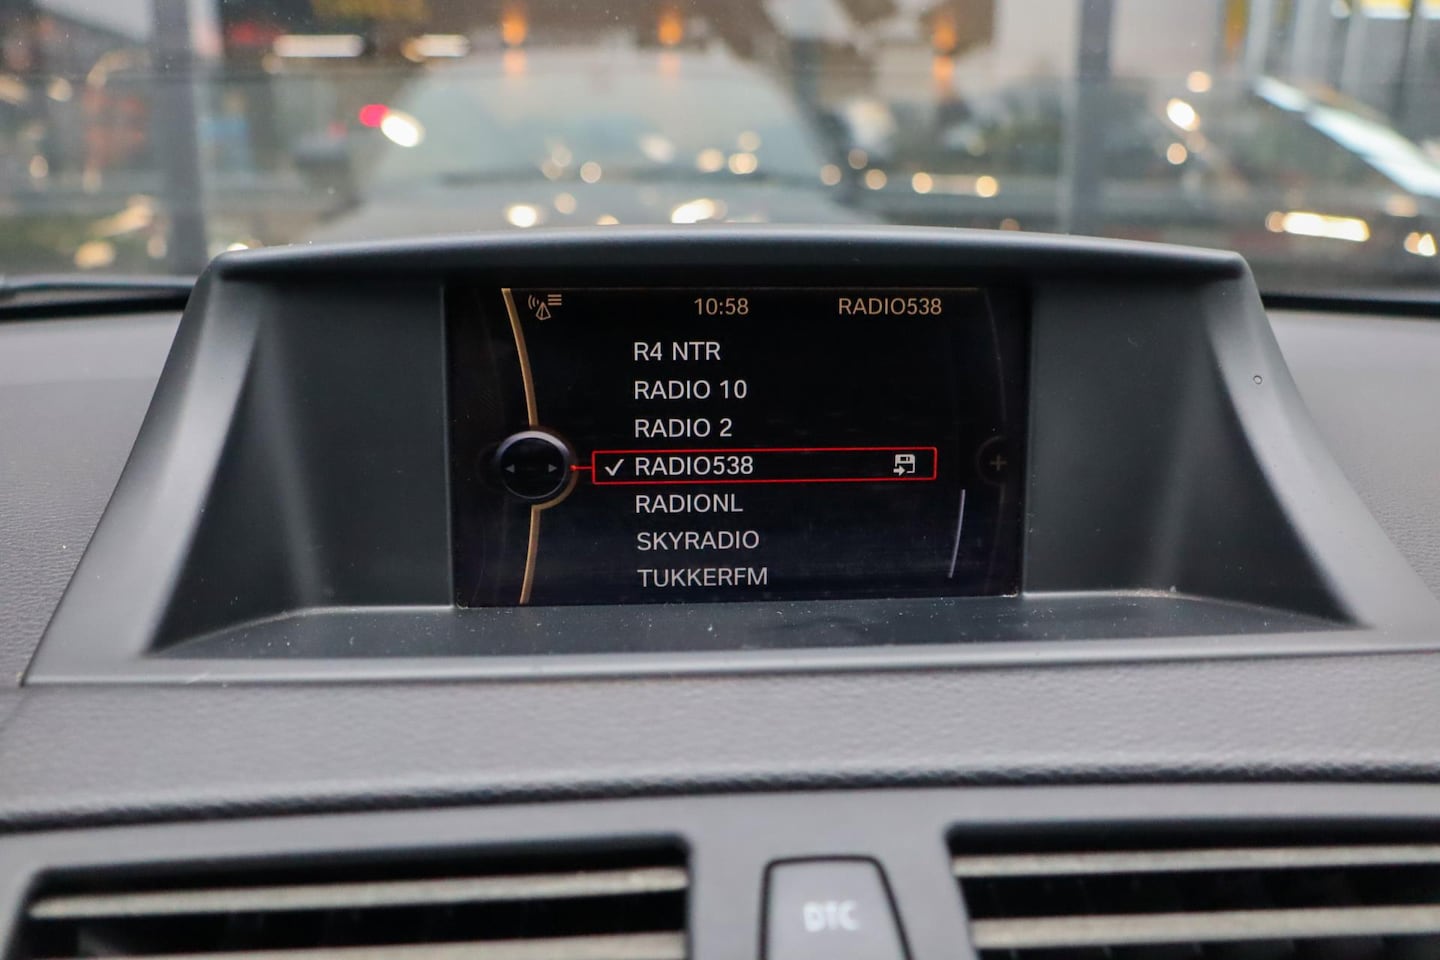 10:58 RADIO538
R4 NTR
RADIO 10
RADIO 2
RADIO538
RADIONL
SKYRADIO
TUKKERFM
DTC